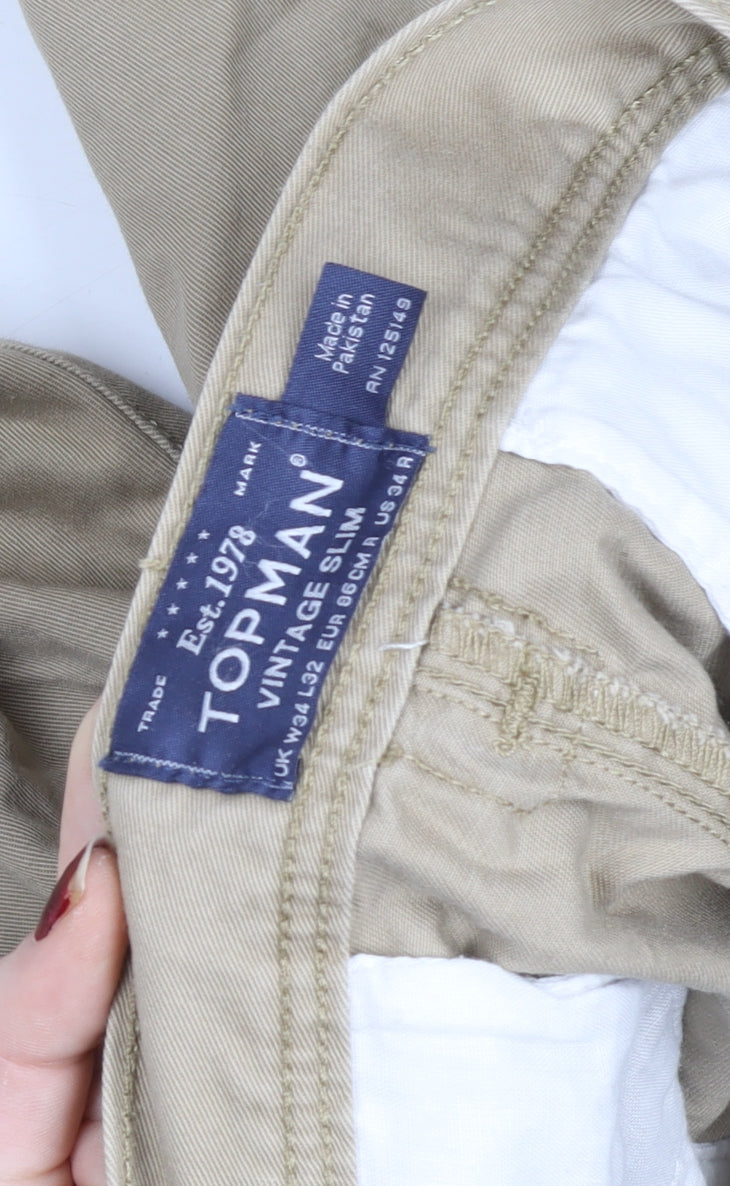 Made in
Pakistan
RN 125149
TRADE ★★★★★ MARK
Est.1978
TOPMAN®
VINTAGE SLIM
UK W34 L32 EUR 86CM R US 34 R